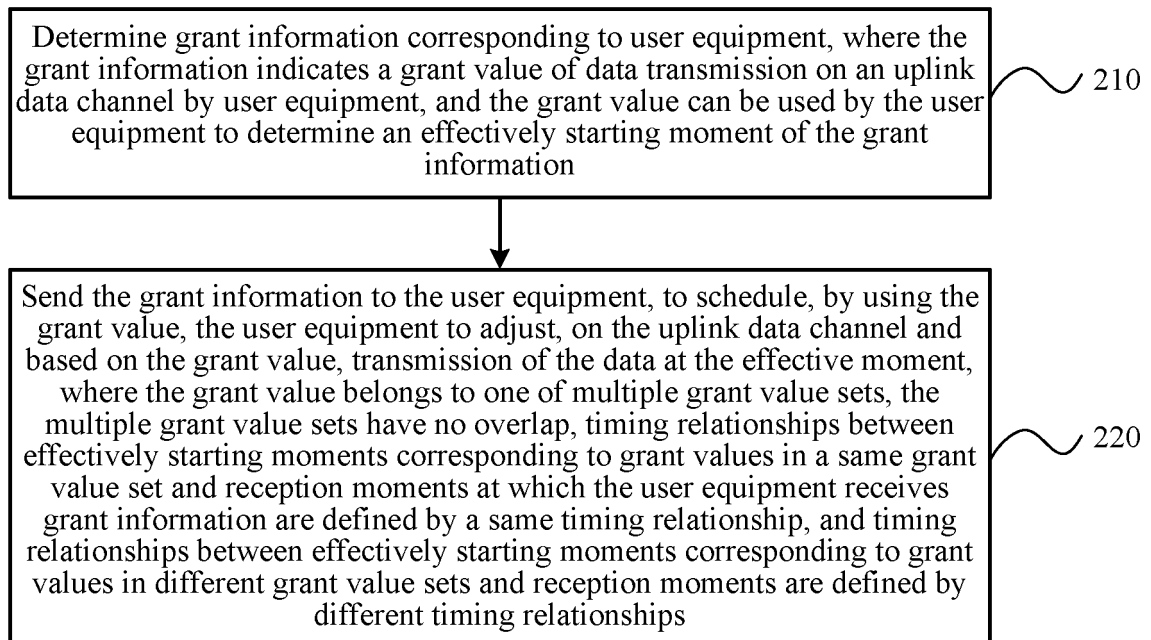 Determine grant information corresponding to user equipment, where the
grant information indicates a grant value of data transmission on an uplink
data channel by user equipment, and the grant value can be used by the user
equipment to determine an effectively starting moment of the grant
information
210
Send the grant information to the user equipment, to schedule, by using the
grant value, the user equipment to adjust, on the uplink data channel and
based on the grant value, transmission of the data at the effective moment,
where the grant value belongs to one of multiple grant value sets, the
multiple grant value sets have no overlap, timing relationships between
effectively starting moments corresponding to grant values in a same grant
value set and reception moments at which the user equipment receives
grant information are defined by a same timing relationship, and timing
relationships between effectively starting moments corresponding to grant
values in different grant value sets and reception moments are defined by
different timing relationships
220